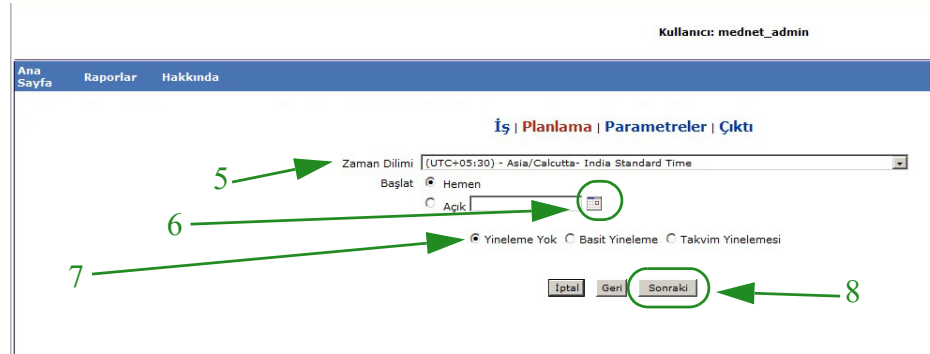 Kullanıcı: mednet_admin
Ana Sayfa Raporlar Hakkında
İş | Planlama | Parametreler | Çıktı
5 Zaman Dilimi (UTC+05:30) - Asia/Calcutta- India Standard Time
Başlat Hemen
6 Açık
7 Yineleme Yok Basit Yineleme Takvim Yinelemesi
İptal Geri Sonraki 8